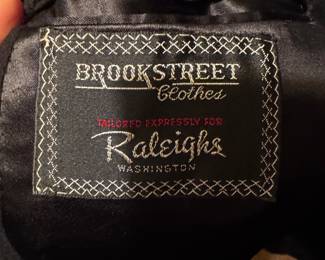 BROOKSTREET
Clothes
TAILORED EXPRESSLY FOR
Raleighs
WASHINGTON